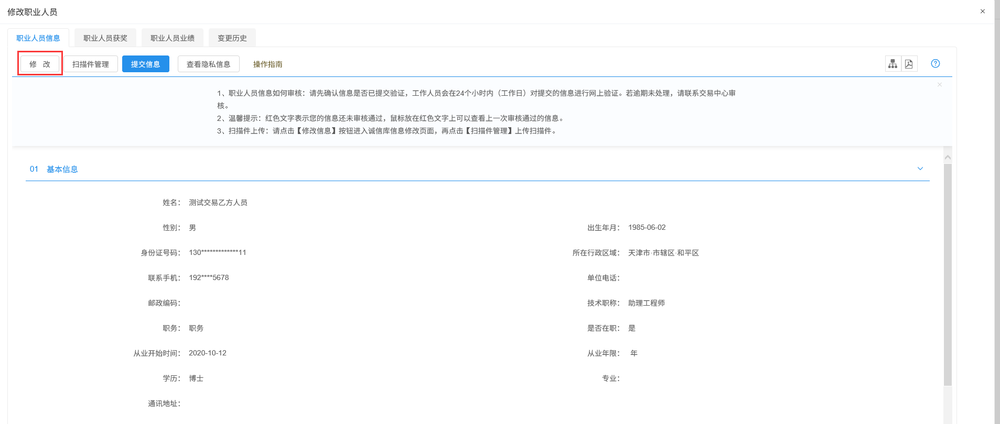 修改职业人员
×
职业人员信息 职业人员获奖 职业人员业绩 变更历史
修 改 扫描件管理 提交信息 查看隐私信息 操作指南
1、职业人员信息如何审核：请先确认信息是否已提交验证，工作人员会在24个小时内（工作日）对提交的信息进行网上验证。若逾期未处理，请联系交易中心审
核。
2、温馨提示：红色文字表示您的信息还未审核通过，鼠标放在红色文字上可以查看上一次审核通过的信息。
3、扫描件上传：请点击【修改信息】按钮进入诚信库信息修改页面，再点击【扫描件管理】上传扫描件。
01 基本信息
姓名： 测试交易乙方人员
性别： 男 出生年月： 1985-06-02
身份证号码： 130*************11 所在行政区域： 天津市·市辖区·和平区
联系手机： 192****5678 单位电话：
邮政编码： 技术职称： 助理工程师
职务： 职务 是否在职： 是
从业开始时间： 2020-10-12 从业年限： 年
学历： 博士 专业：
通讯地址：